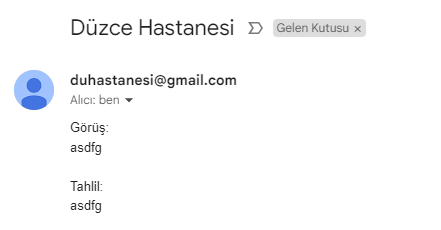 Düzce Hastanesi
Gelen Kutusu ×
duhastanesi@gmail.com
Alıcı: ben
Görüş:
asdfg
Tahlil:
asdfg